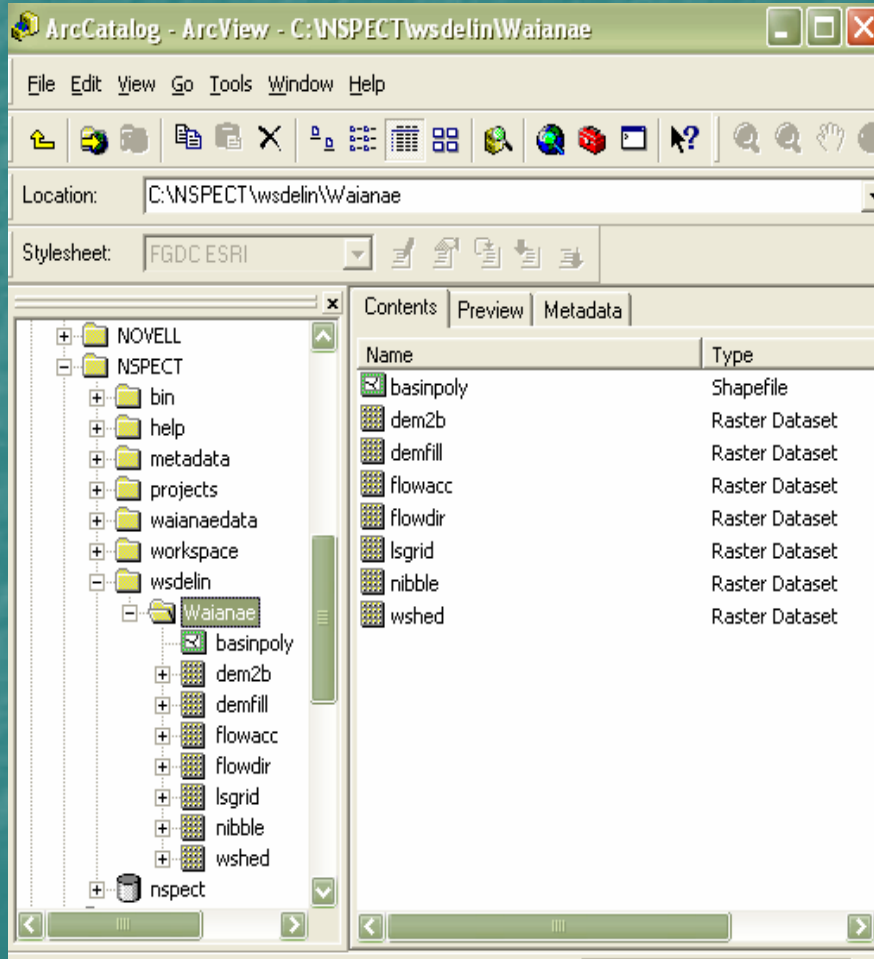 ArcCatalog - ArcView - C:\NSPECT\wsdelin\Waianae
File Edit View Go Tools Window Help
Location: C:\NSPECT\wsdelin\Waianae
Stylesheet: FGDC ESRI
NOVELL
NSPECT
bin
help
metadata
projects
waianaedata
workspace
wsdelin
Waianae
basinpoly
dem2b
demfill
flowacc
flowdir
lsgrid
nibble
wshed
nspect
Contents Preview Metadata
Name Type
basinpoly Shapefile
dem2b Raster Dataset
demfill Raster Dataset
flowacc Raster Dataset
flowdir Raster Dataset
lsgrid Raster Dataset
nibble Raster Dataset
wshed Raster Dataset